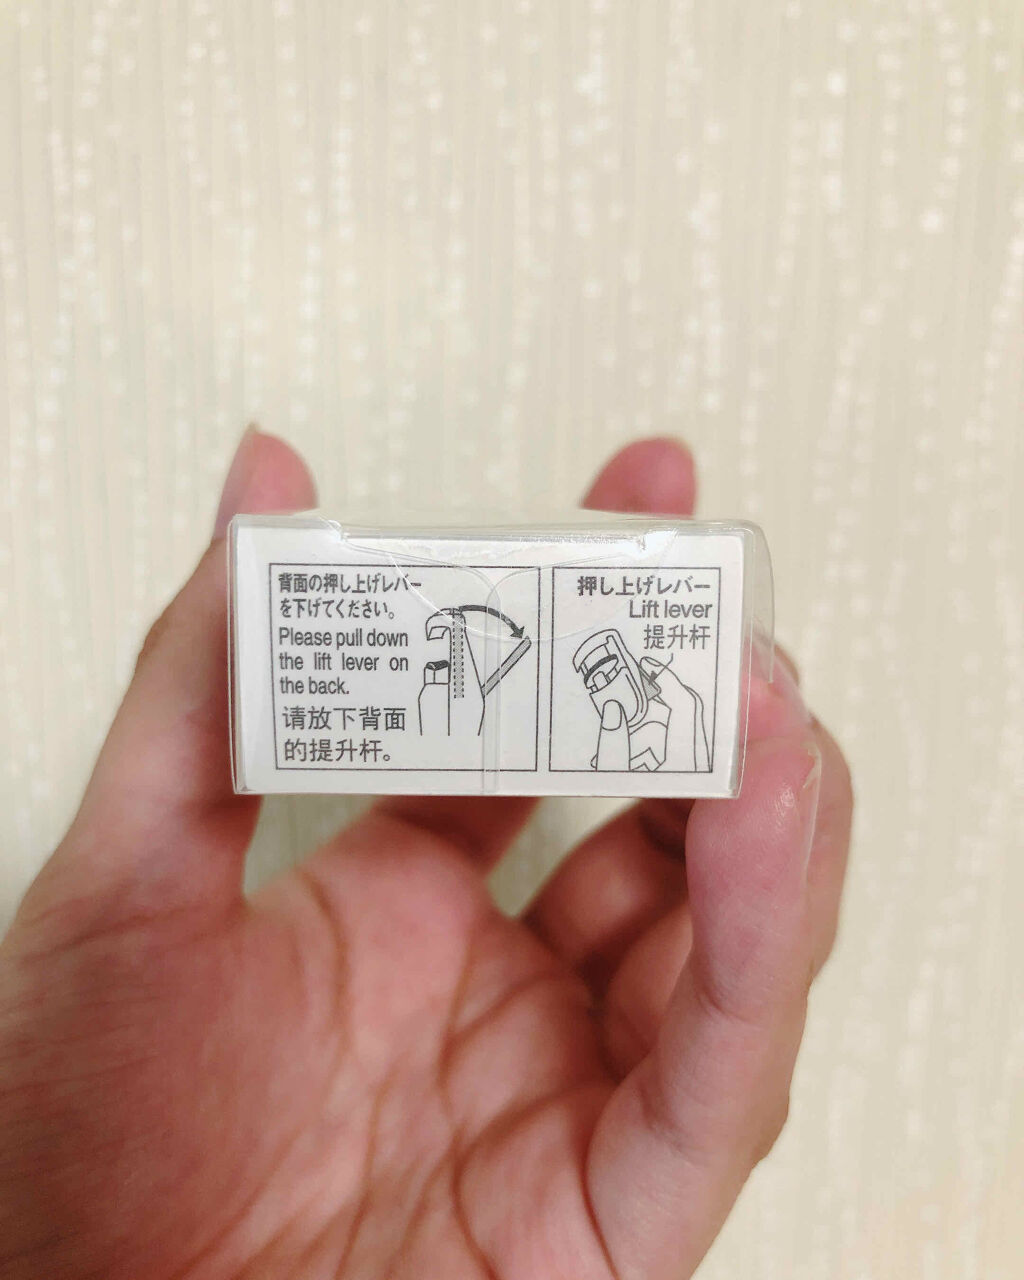 背面の押し上げレバー
を下げてください。
Please pull down
the lift lever on
the back.
请放下背面
的提升杆。
押し上げレバー
Lift lever
提升杆